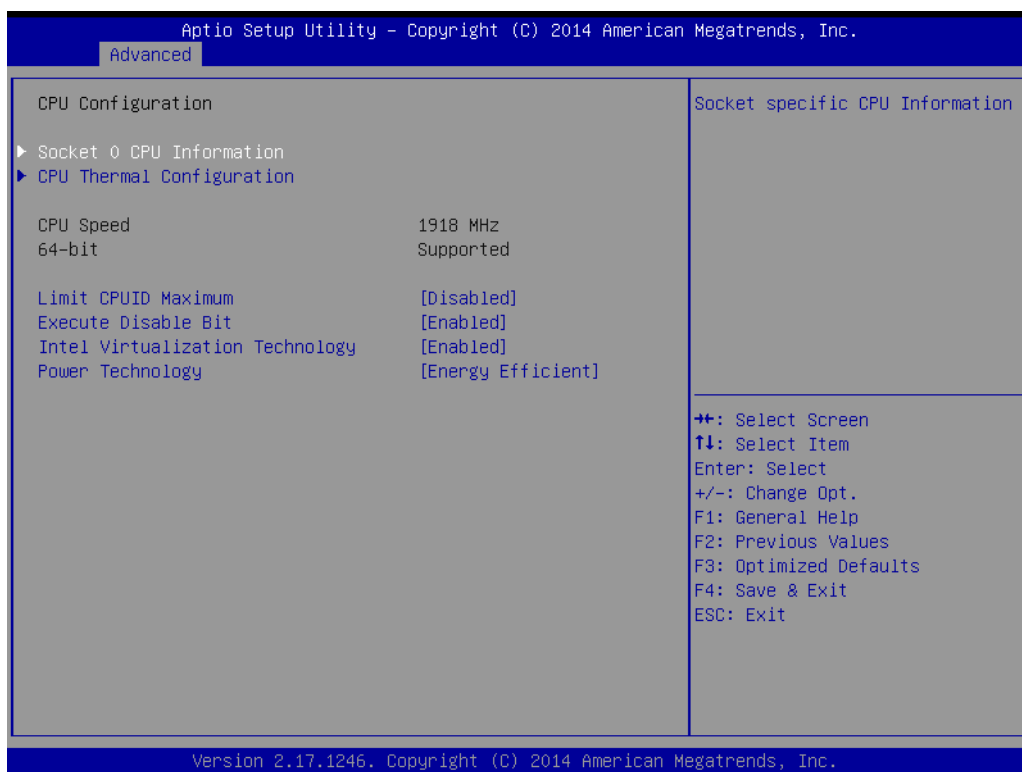 Aptio Setup Utility – Copyright (C) 2014 American Megatrends, Inc.
Advanced
CPU Configuration
Socket 0 CPU Information
CPU Thermal Configuration
CPU Speed 1918 MHz
64-bit Supported
Limit CPUID Maximum [Disabled]
Execute Disable Bit [Enabled]
Intel Virtualization Technology [Enabled]
Power Technology [Energy Efficient]
Socket specific CPU Information
→←: Select Screen
↑↓: Select Item
Enter: Select
+/-: Change Opt.
F1: General Help
F2: Previous Values
F3: Optimized Defaults
F4: Save & Exit
ESC: Exit
Version 2.17.1246. Copyright (C) 2014 American Megatrends, Inc.